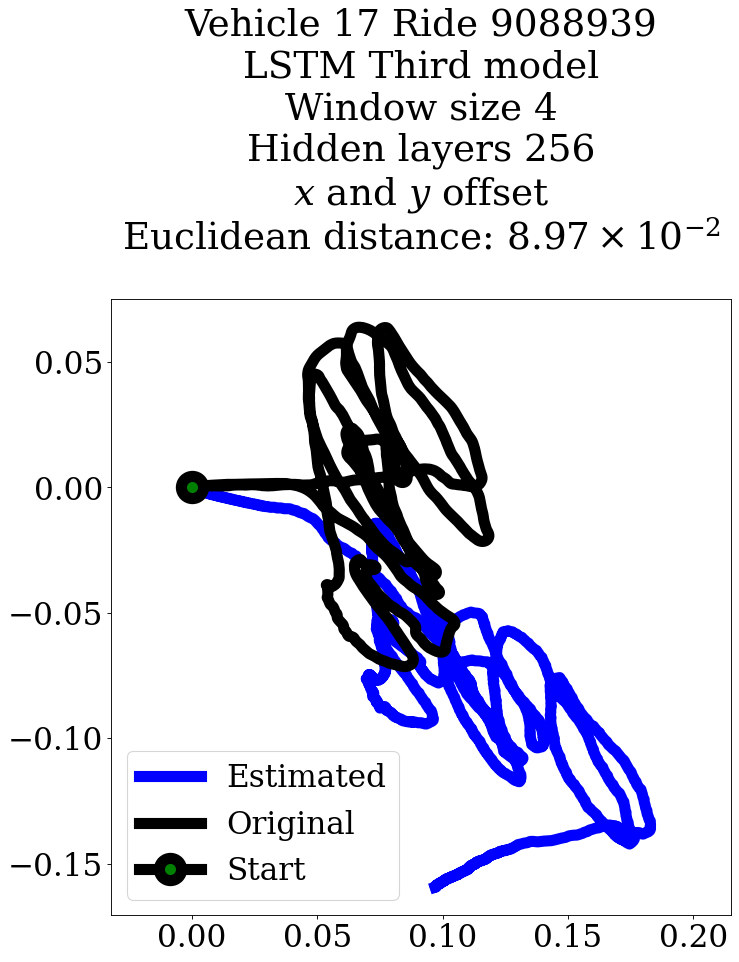 Vehicle 17 Ride 9088939
LSTM Third model
Window size 4
Hidden layers 256
x and y offset
Euclidean distance: 8.97 × 10⁻²
0.05
0.00
−0.05
−0.10
−0.15
Estimated
Original
Start
0.00 0.05 0.10 0.15 0.20